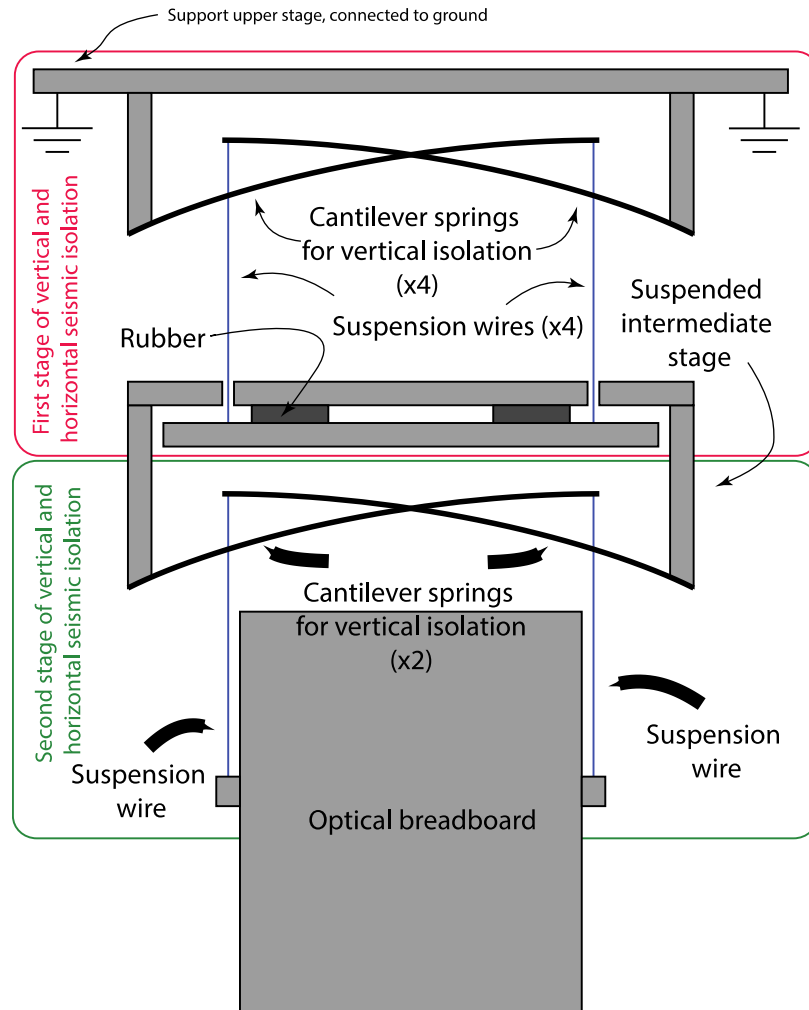 Support upper stage, connected to ground
First stage of vertical and
horizontal seismic isolation
Cantilever springs
for vertical isolation
(x4)
Suspension wires (x4)
Rubber
Suspended
intermediate
stage
Second stage of vertical and
horizontal seismic isolation
Cantilever springs
for vertical isolation
(x2)
Suspension
wire
Suspension
wire
Optical breadboard